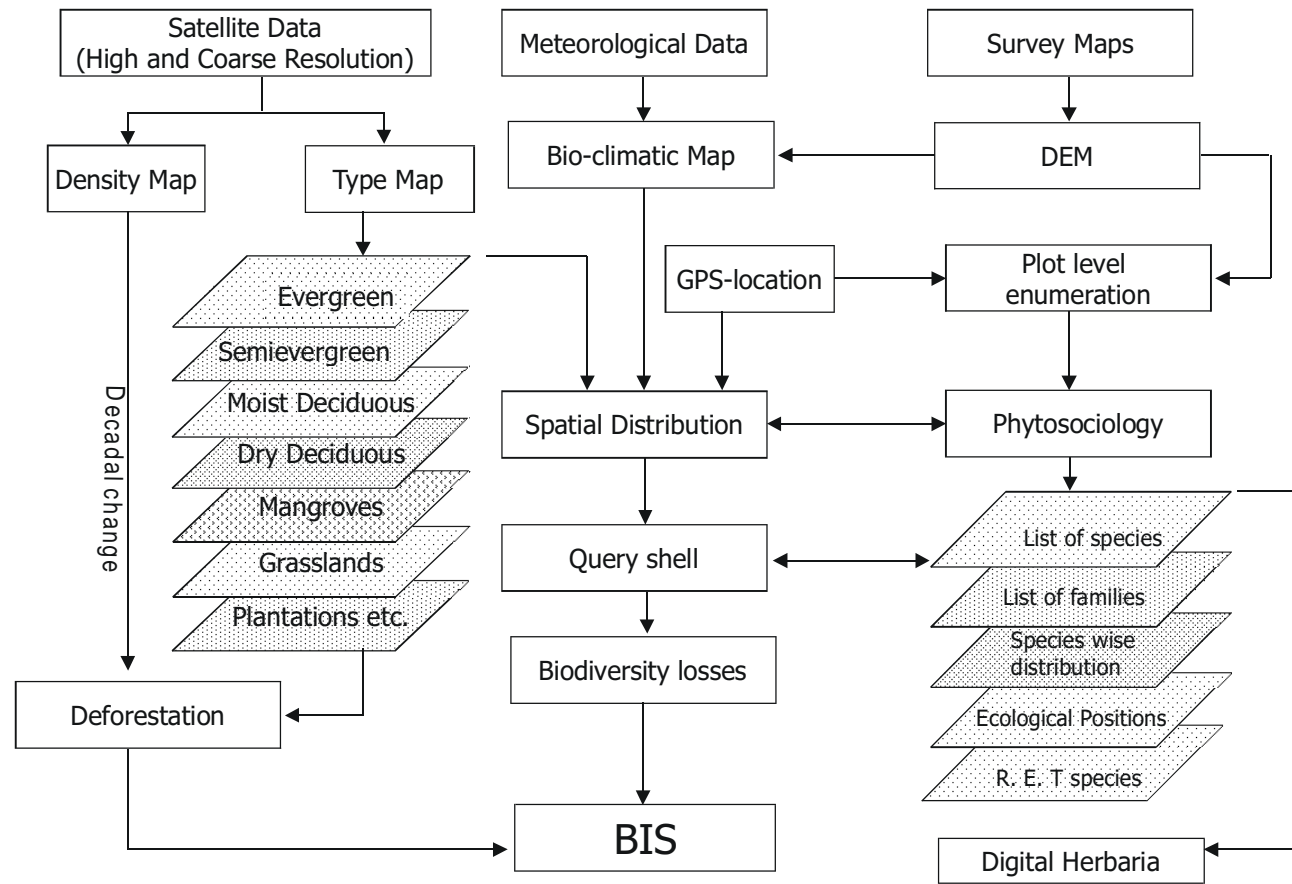 Satellite Data
(High and Coarse Resolution)
Meteorological Data
Survey Maps
Density Map
Type Map
Bio-climatic Map
DEM
Evergreen
Semievergreen
Moist Deciduous
Dry Deciduous
Mangroves
Grasslands
Plantations etc.
Decadal change
GPS-location
Plot level
enumeration
Spatial Distribution
Phytosociology
Query shell
List of species
List of families
Species wise
distribution
Ecological Positions
R. E. T species
Biodiversity losses
Deforestation
BIS
Digital Herbaria